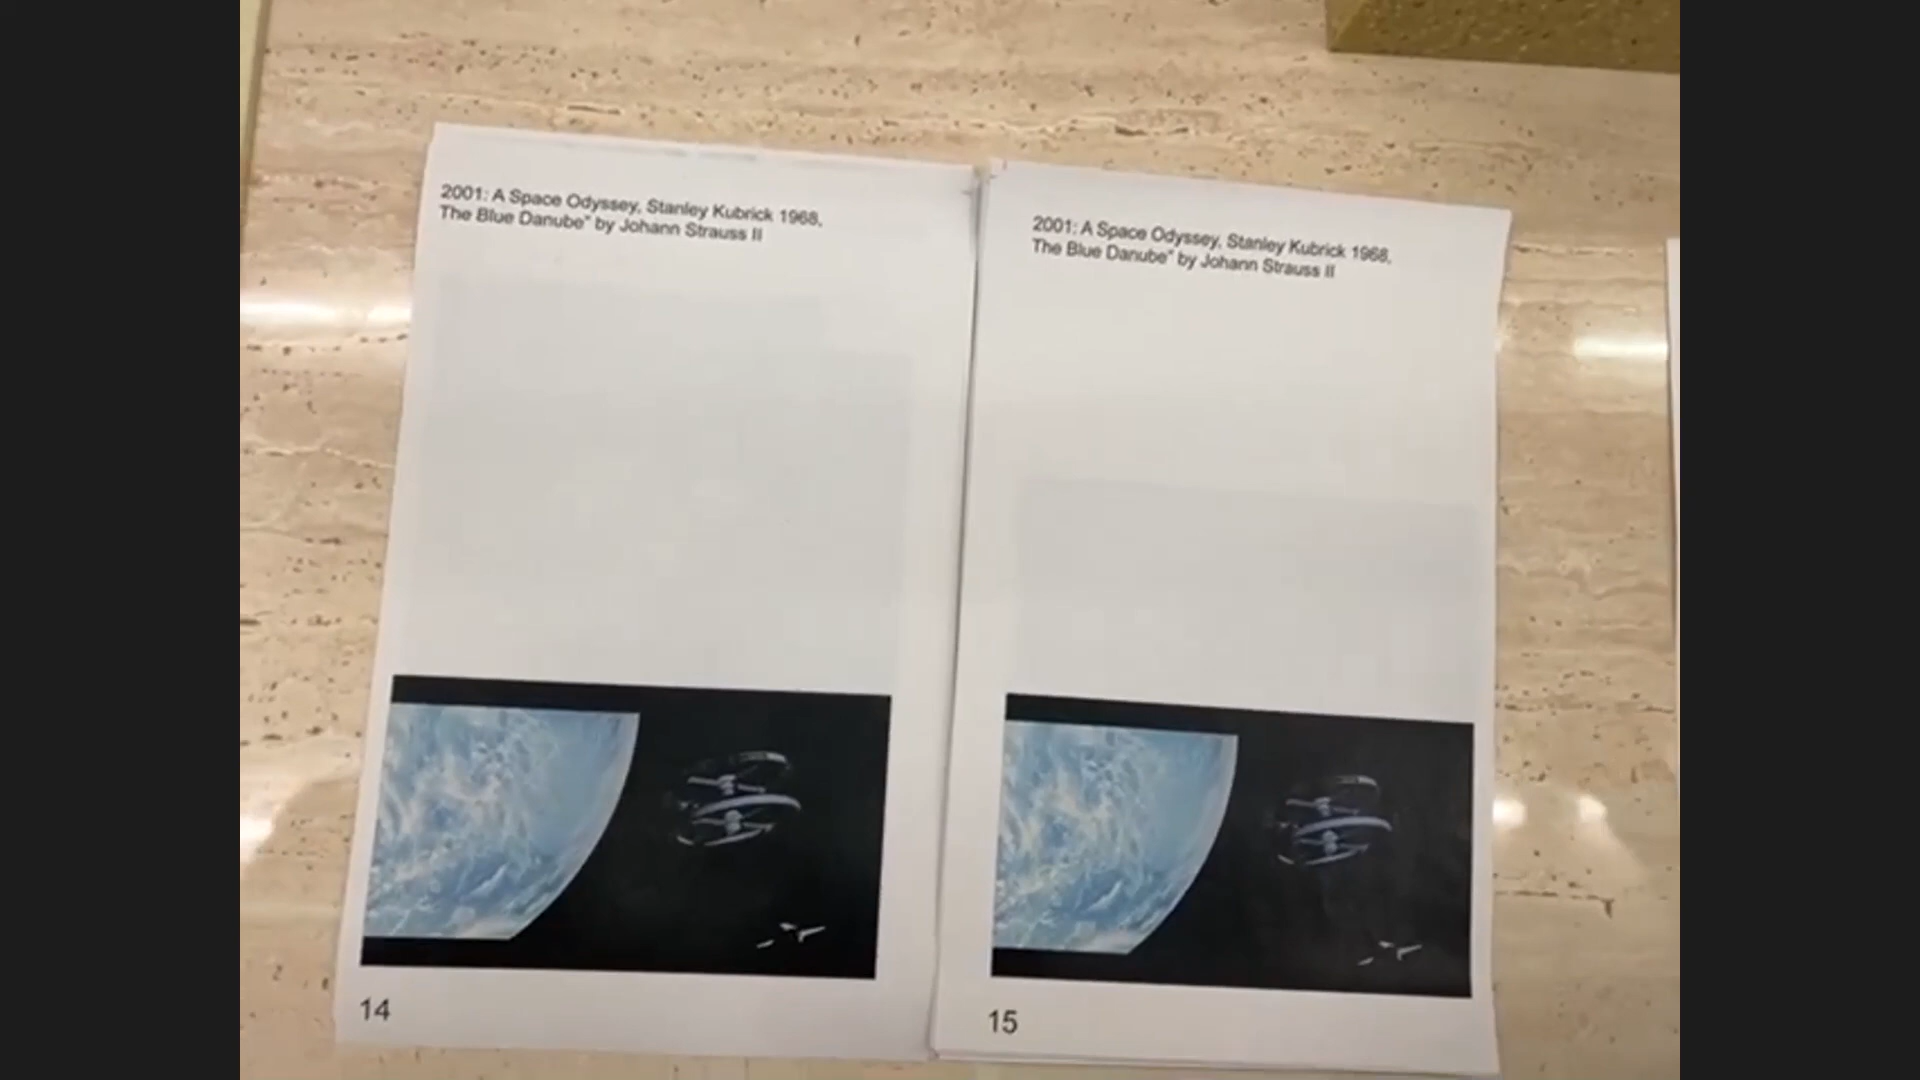 2001: A Space Odyssey, Stanley Kubrick 1968,
The Blue Danube" by Johann Strauss II
14
2001: A Space Odyssey, Stanley Kubrick 1968,
The Blue Danube" by Johann Strauss II
15